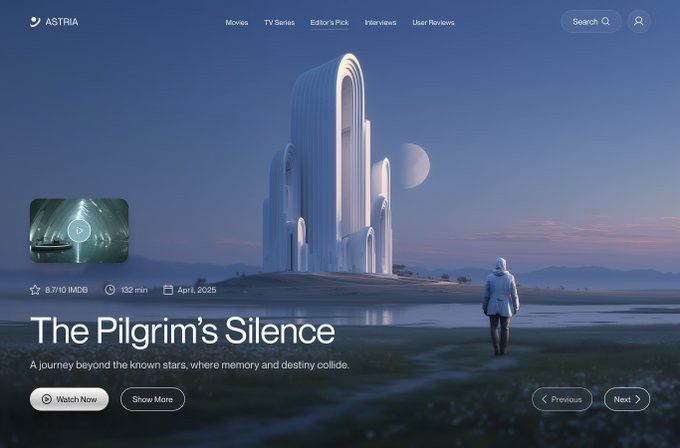 ASTRIA
Movies TV Series Editor's Pick Interviews User Reviews
Search
8.7/10 IMDB 132 min April, 2025
The Pilgrim's Silence
A journey beyond the known stars, where memory and destiny collide.
Watch Now Show More
Previous Next